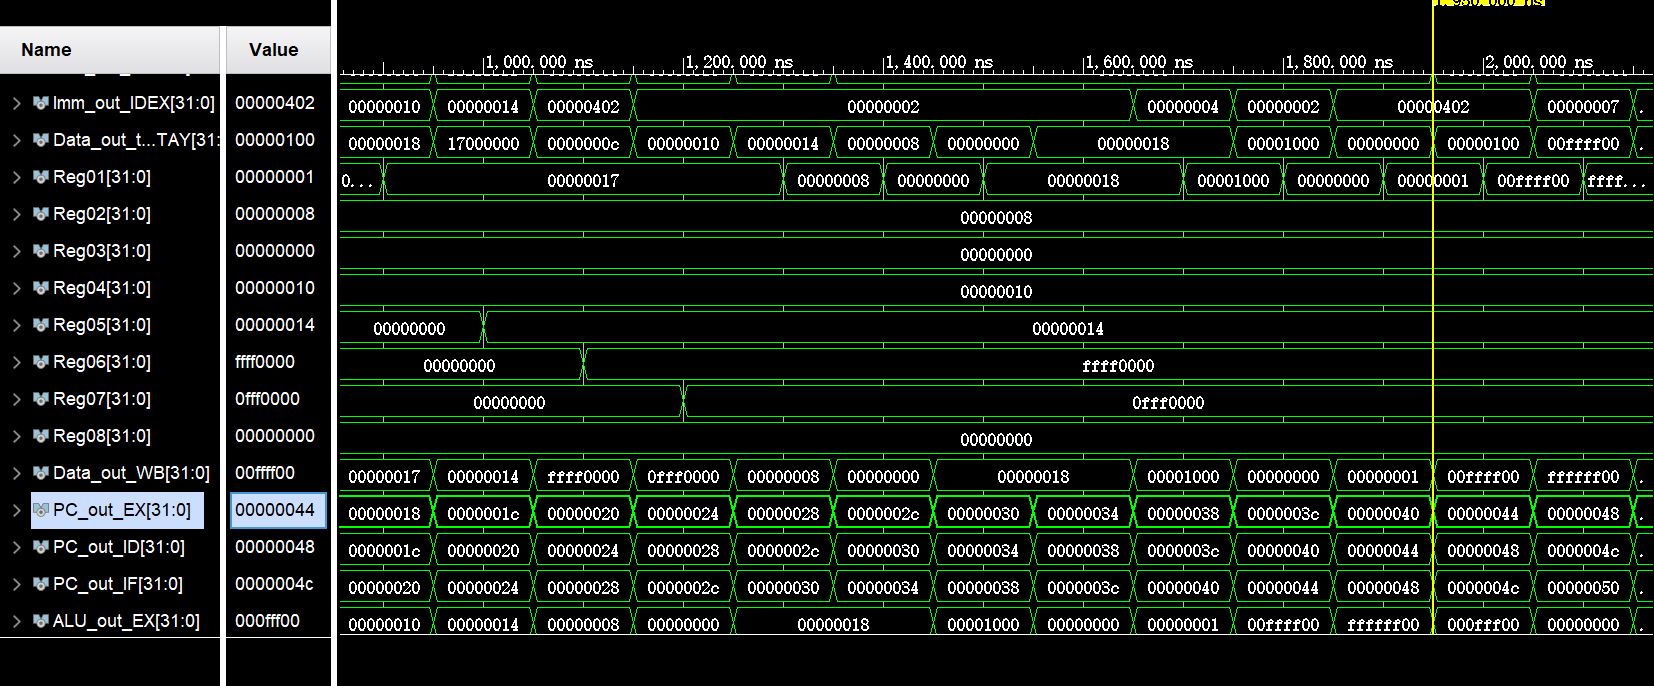 1,950.000 ns
Name Value
1,000.000 ns 1,200.000 ns 1,400.000 ns 1,600.000 ns 1,800.000 ns 2,000.000 ns
Imm_out_IDEX[31:0] 00000402 00000010 00000014 00000402 00000002 00000004 00000002 00000402 00000007 .
Data_out_t...TAY[31: 00000100 00000018 17000000 0000000c 00000010 00000014 00000008 00000000 00000018 00001000 00000000 00000100 00ffff00 .
Reg01[31:0] 00000001 0... 00000017 00000008 00000000 00000018 00001000 00000000 00000001 00ffff00 ffff...
Reg02[31:0] 00000008 00000008
Reg03[31:0] 00000000 00000000
Reg04[31:0] 00000010 00000010
Reg05[31:0] 00000014 00000000 00000014
Reg06[31:0] ffff0000 00000000 ffff0000
Reg07[31:0] 0fff0000 00000000 0fff0000
Reg08[31:0] 00000000 00000000
Data_out_WB[31:0] 00ffff00 00000017 00000014 ffff0000 0fff0000 00000008 00000000 00000018 00001000 00000000 00000001 00ffff00 ffffff00 .
PC_out_EX[31:0] 00000044 00000018 0000001c 00000020 00000024 00000028 0000002c 00000030 00000034 00000038 0000003c 00000040 00000044 00000048 .
PC_out_ID[31:0] 00000048 0000001c 00000020 00000024 00000028 0000002c 00000030 00000034 00000038 0000003c 00000040 00000044 00000048 0000004c .
PC_out_IF[31:0] 0000004c 00000020 00000024 00000028 0000002c 00000030 00000034 00000038 0000003c 00000040 00000044 00000048 0000004c 00000050 .
ALU_out_EX[31:0] 000fff00 00000010 00000014 00000008 00000000 00000018 00001000 00000000 00000001 00ffff00 ffffff00 000fff00 00000000 .